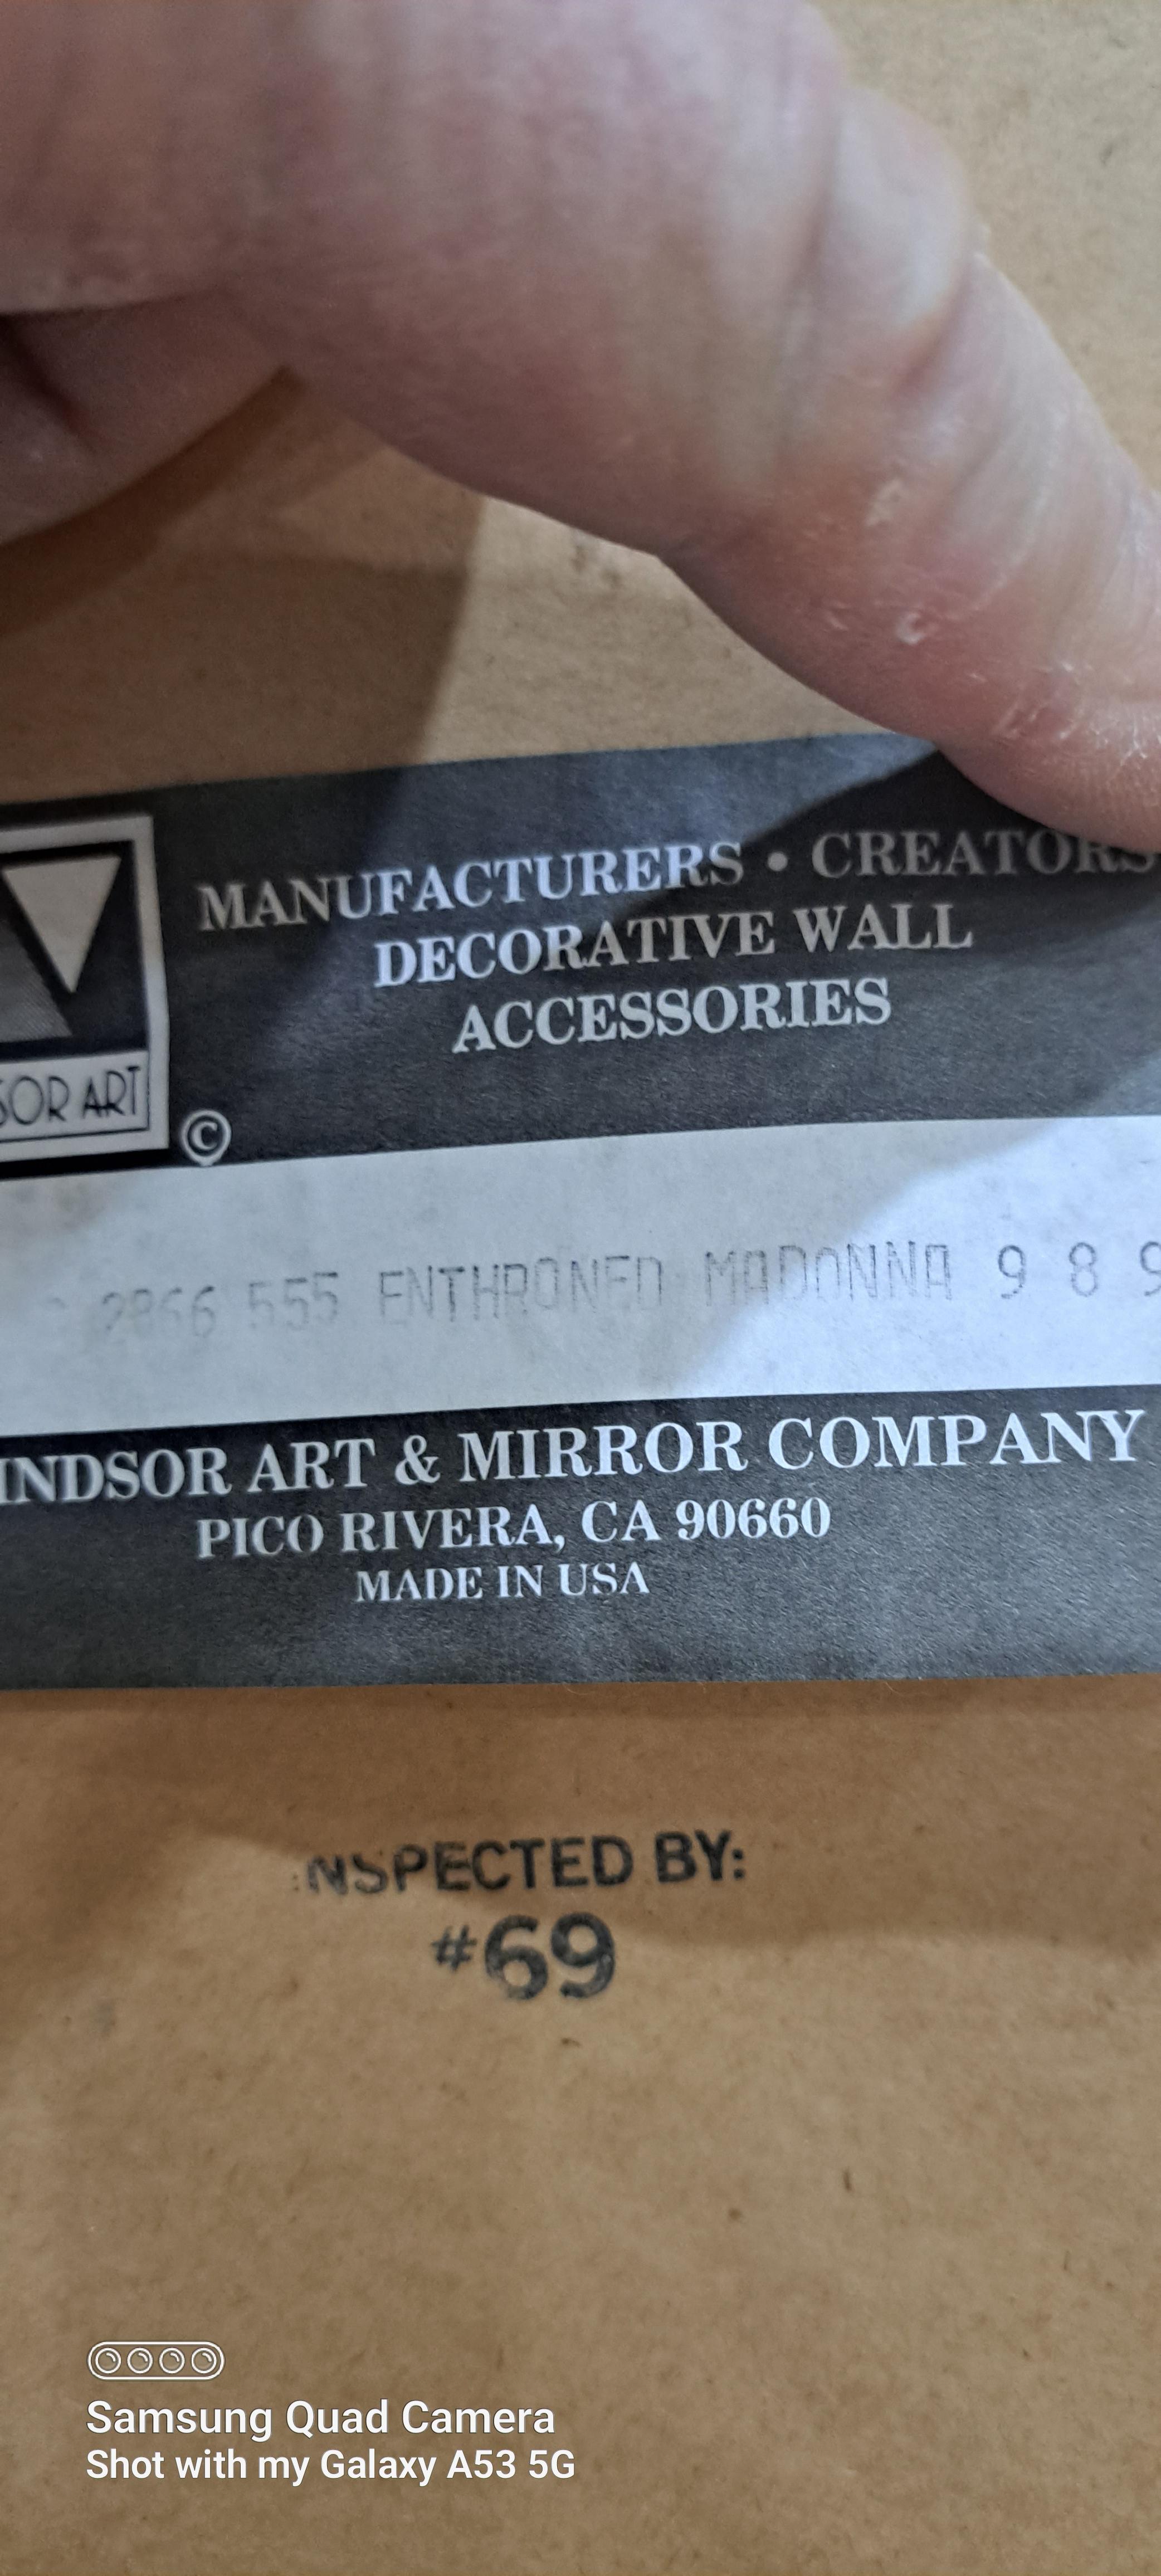 MANUFACTURERS • CREATORS
DECORATIVE WALL
ACCESSORIES
SOR ART
©
2866 555 ENTHRONED MADONNA 9 8 9
INDSOR ART & MIRROR COMPANY
PICO RIVERA, CA 90660
MADE IN USA
NSPECTED BY:
#69
Samsung Quad Camera
Shot with my Galaxy A53 5G